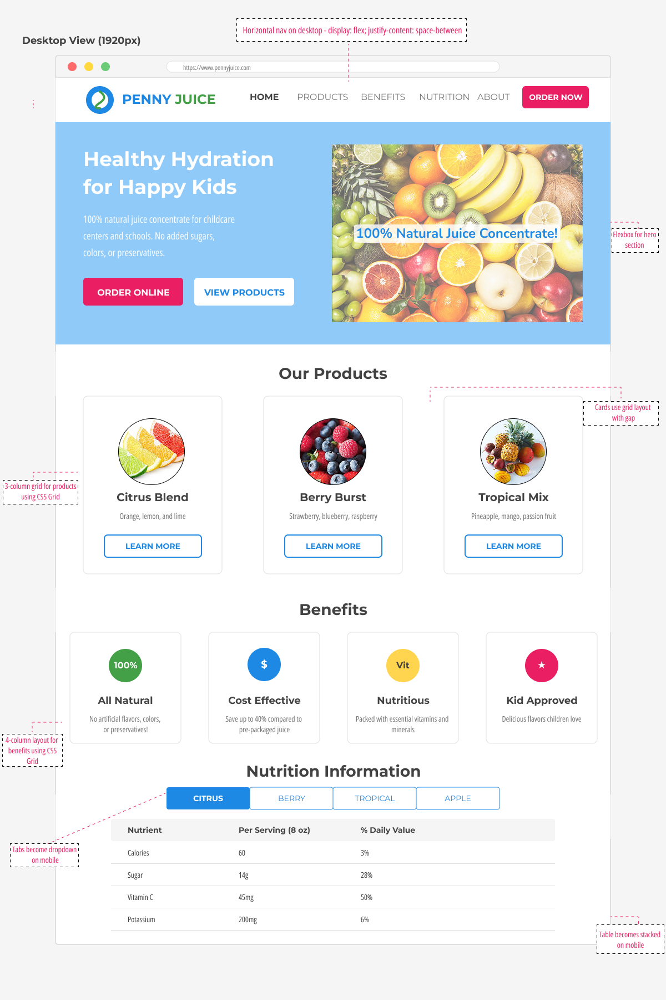 Horizontal nav on desktop - display: flex; justify-content: space-between
Desktop View (1920px)
https://www.pennyjuice.com
PENNY JUICE
HOME
PRODUCTS
BENEFITS
NUTRITION
ABOUT
ORDER NOW
Healthy Hydration
for Happy Kids
100% natural juice concentrate for childcare
centers and schools. No added sugars,
colors, or preservatives.
ORDER ONLINE
VIEW PRODUCTS
100% Natural Juice Concentrate!
Flexbox for hero
section
Our Products
Cards use grid layout
with gap
3-column grid for products
using CSS Grid
Citrus Blend
Orange, lemon, and lime
LEARN MORE
Berry Burst
Strawberry, blueberry, raspberry
LEARN MORE
Tropical Mix
Pineapple, mango, passion fruit
LEARN MORE
Benefits
100%
All Natural
No artificial flavors, colors,
or preservatives!
$
Cost Effective
Save up to 40% compared to
pre-packaged juice
Vit
Nutritious
Packed with essential vitamins and
minerals
★
Kid Approved
Delicious flavors children love
4-column layout for
benefits using CSS
Grid
Nutrition Information
CITRUS
BERRY
TROPICAL
APPLE
Tabs become dropdown
on mobile
Nutrient Per Serving (8 oz) % Daily Value
Calories 60 3%
Sugar 14g 28%
Vitamin C 45mg 50%
Potassium 200mg 6%
Table becomes stacked
on mobile